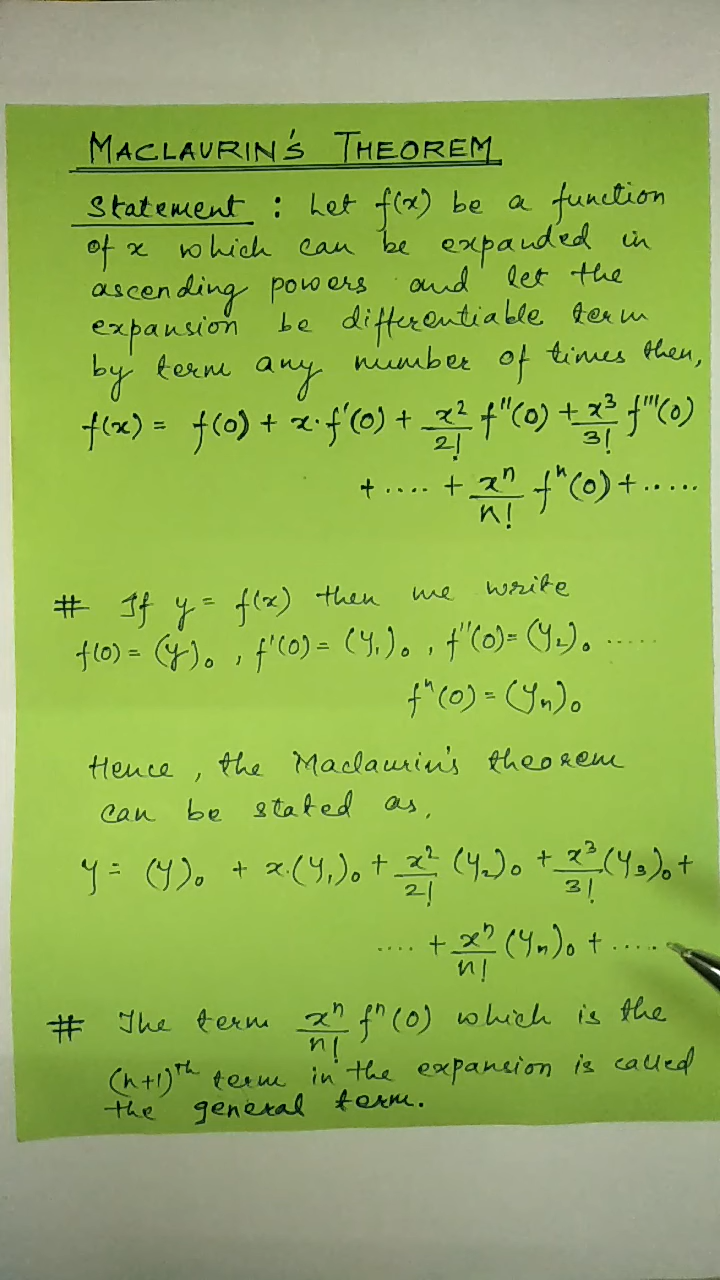 MACLAURIN'S THEOREM
Statement : Let f(x) be a function
of x which can be expanded in
ascending powers and let the
expansion be differentiable term
by term any number of times then,
f(x) = f(0) + x·f'(0) + x²/2! f''(0) + x³/3! f'''(0)
+ .... + xⁿ/n! fⁿ(0) + .....
# If y = f(x) then we write
f(0) = (y)₀ , f'(0) = (y₁)₀ , f''(0) = (y₂)₀ .....
fⁿ(0) = (yₙ)₀
Hence , the Maclaurin's theorem
can be stated as,
y = (y)₀ + x·(y₁)₀ + x²/2! (y₂)₀ + x³/3! (y₃)₀ +
.... + xⁿ/n! (yₙ)₀ + .....
# The term xⁿ/n! fⁿ(0) which is the
(n+1)ᵗʰ term in the expansion is called
the general term.